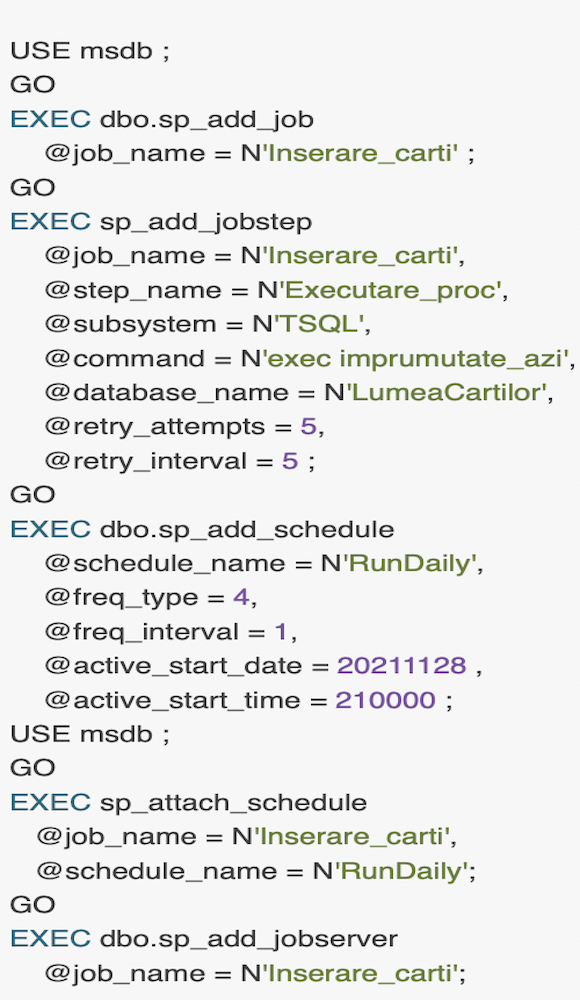 USE msdb ;
GO
EXEC dbo.sp_add_job
@job_name = N'Inserare_carti' ;
GO
EXEC sp_add_jobstep
@job_name = N'Inserare_carti',
@step_name = N'Executare_proc',
@subsystem = N'TSQL',
@command = N'exec imprumutate_azi',
@database_name = N'LumeaCartilor',
@retry_attempts = 5,
@retry_interval = 5 ;
GO
EXEC dbo.sp_add_schedule
@schedule_name = N'RunDaily',
@freq_type = 4,
@freq_interval = 1,
@active_start_date = 20211128 ,
@active_start_time = 210000 ;
USE msdb ;
GO
EXEC sp_attach_schedule
@job_name = N'Inserare_carti',
@schedule_name = N'RunDaily';
GO
EXEC dbo.sp_add_jobserver
@job_name = N'Inserare_carti';